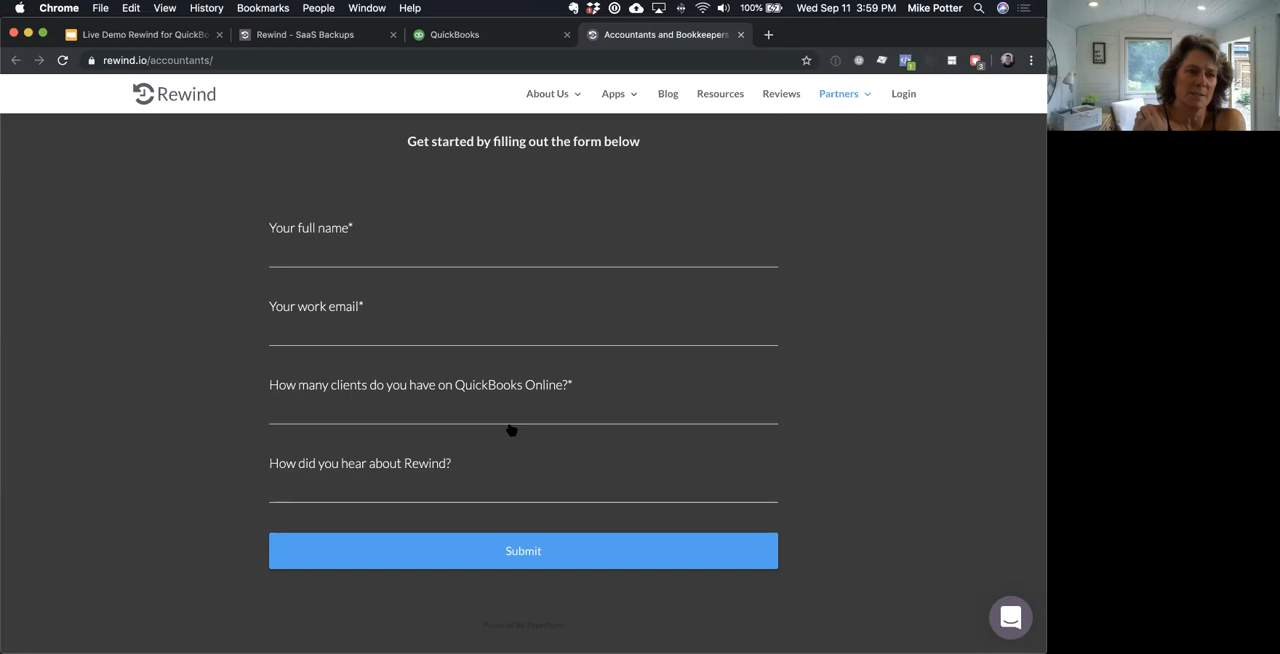 Chrome File Edit View History Bookmarks People Window Help 100% Wed Sep 11 3:59 PM Mike Potter
Live Demo Rewind for QuickBo Rewind - SaaS Backups QuickBooks Accountants and Bookkeepers
rewind.io/accountants/
Rewind About Us Apps Blog Resources Reviews Partners Login
Get started by filling out the form below
Your full name*
Your work email*
How many clients do you have on QuickBooks Online?*
How did you hear about Rewind?
Submit
Powered By Paperform